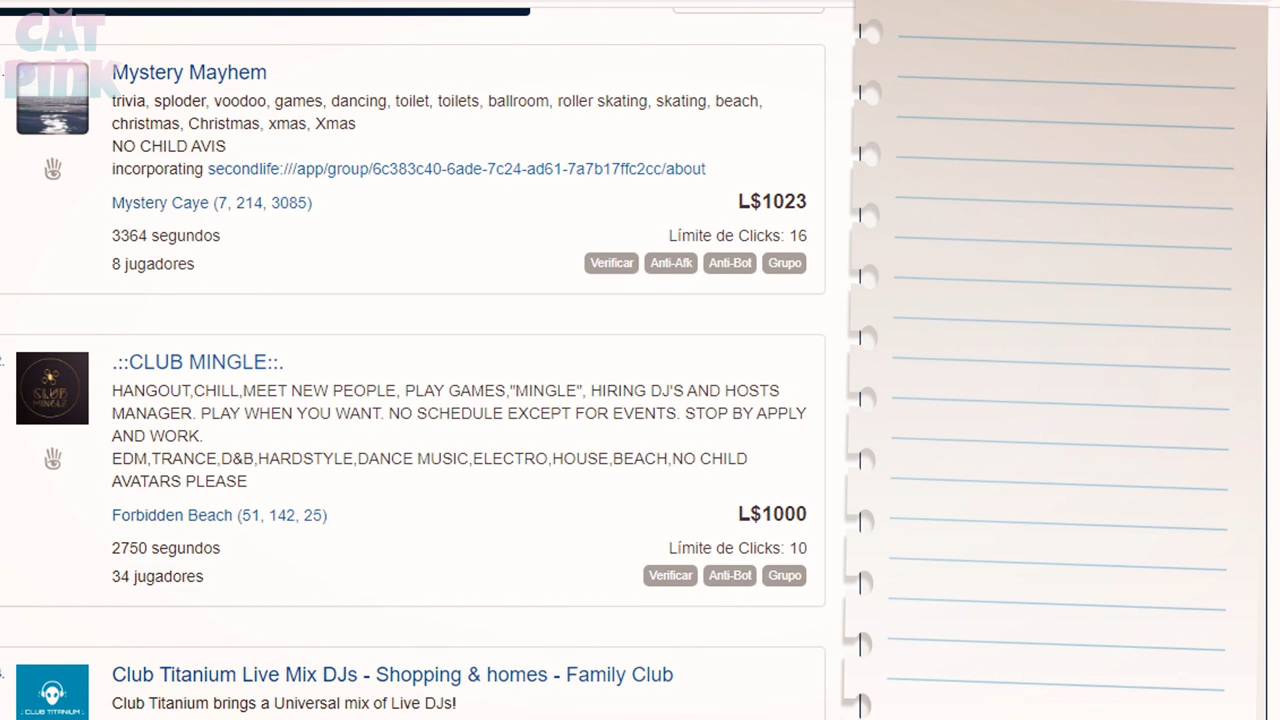 CAT
PINK
Mystery Mayhem
trivia, sploder, voodoo, games, dancing, toilet, toilets, ballroom, roller skating, skating, beach,
christmas, Christmas, xmas, Xmas
NO CHILD AVIS
incorporating secondlife:///app/group/6c383c40-6ade-7c24-ad61-7a7b17ffc2cc/about
Mystery Caye (7, 214, 3085)
L$1023
3364 segundos
Límite de Clicks: 16
8 jugadores
Verificar Anti-Afk Anti-Bot Grupo
.::CLUB MINGLE::.
CLUB
MINGLE
HANGOUT,CHILL,MEET NEW PEOPLE, PLAY GAMES,"MINGLE", HIRING DJ'S AND HOSTS
MANAGER. PLAY WHEN YOU WANT. NO SCHEDULE EXCEPT FOR EVENTS. STOP BY APPLY
AND WORK.
EDM,TRANCE,D&B,HARDSTYLE,DANCE MUSIC,ELECTRO,HOUSE,BEACH,NO CHILD
AVATARS PLEASE
Forbidden Beach (51, 142, 25)
L$1000
2750 segundos
Límite de Clicks: 10
34 jugadores
Verificar Anti-Bot Grupo
Club Titanium Live Mix DJs - Shopping & homes - Family Club
Club Titanium brings a Universal mix of Live DJs!
CLUB TITANIUM